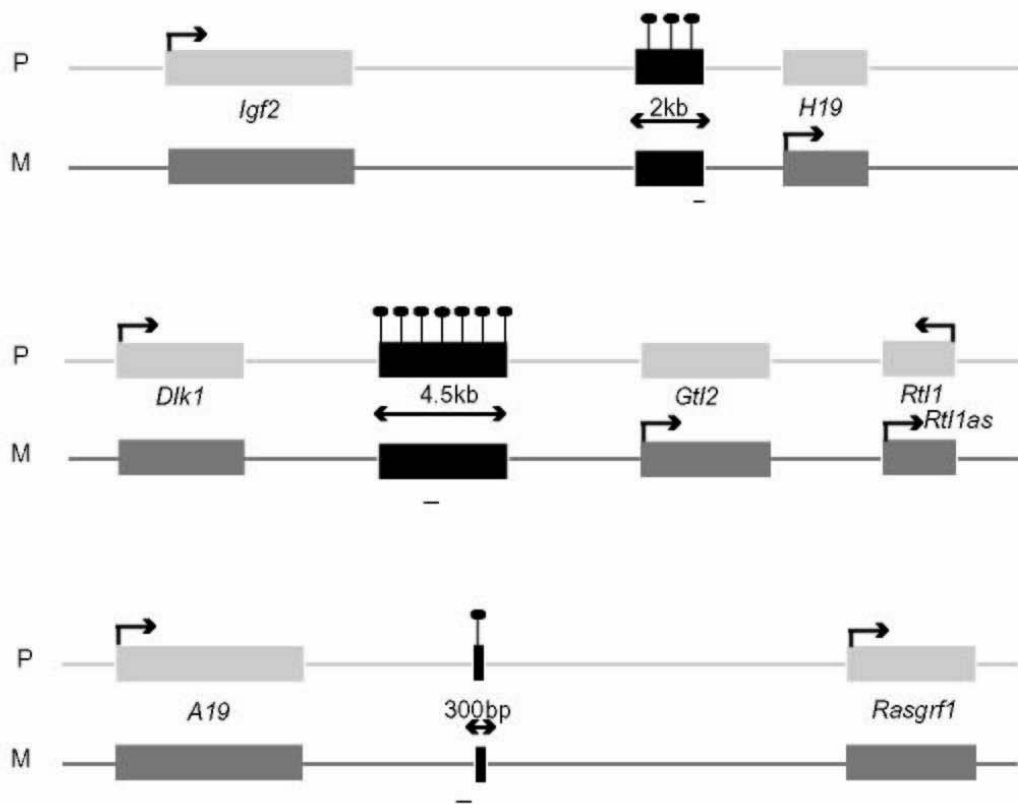 P
Igf2
2kb
H19
M
P
Dlk1
4.5kb
Gtl2
Rtl1
Rtl1as
M
P
A19
300bp
Rasgrf1
M